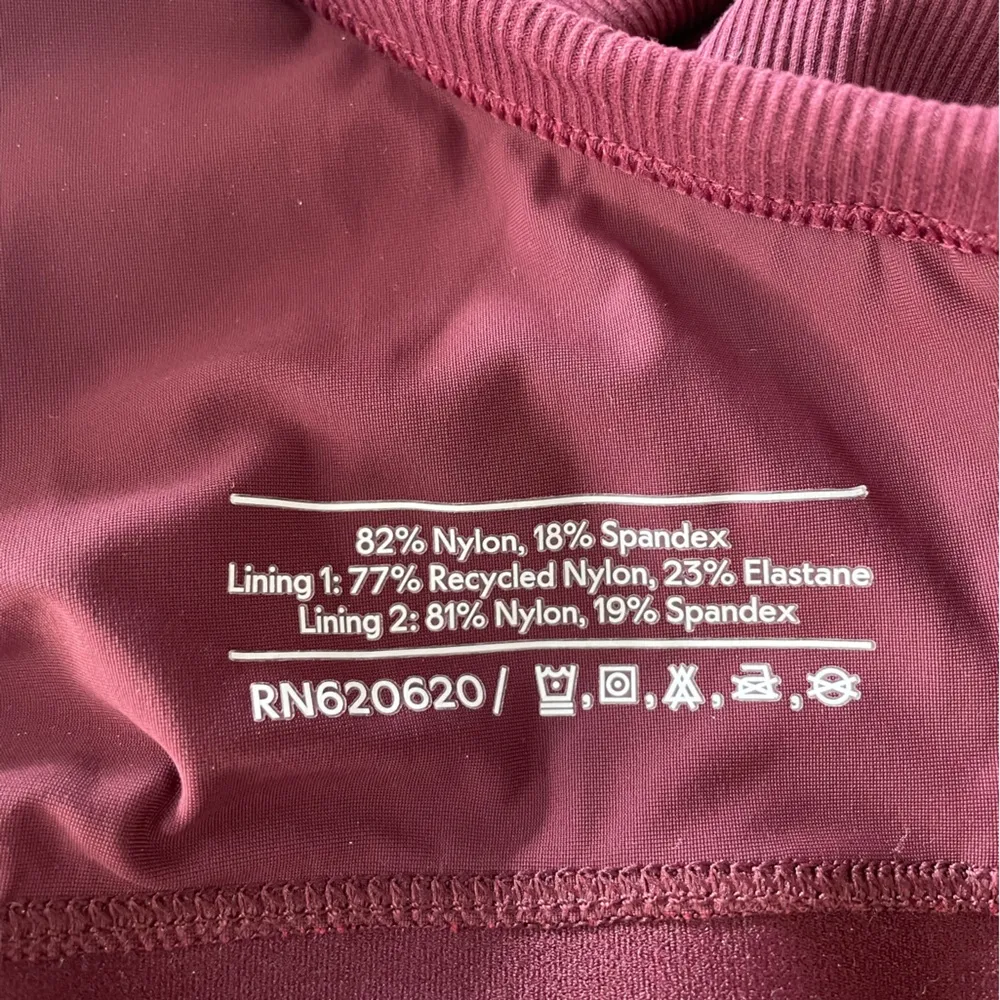 82% Nylon, 18% Spandex
Lining 1: 77% Recycled Nylon, 23% Elastane
Lining 2: 81% Nylon, 19% Spandex
RN620620 / , , , ,